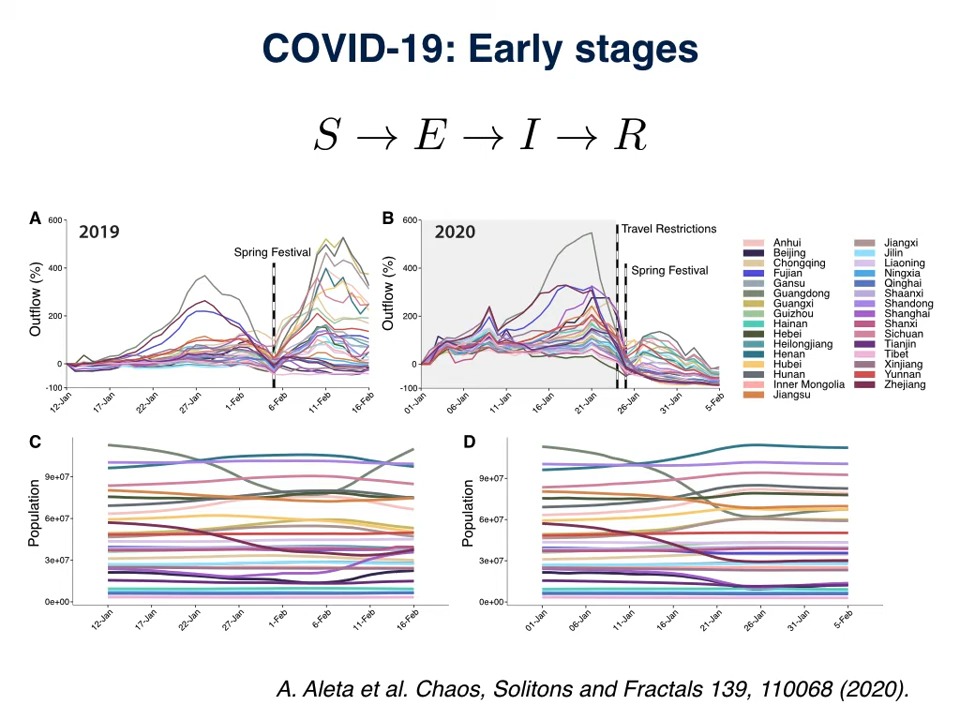 COVID-19: Early stages
S → E → I → R
A
600
400
200
0
-100
Outflow (%)
2019
Spring Festival
12-Jan
17-Jan
22-Jan
27-Jan
1-Feb
6-Feb
11-Feb
16-Feb
B
600
400
200
0
-100
Outflow (%)
2020
Travel Restrictions
Spring Festival
01-Jan
06-Jan
11-Jan
16-Jan
21-Jan
26-Jan
31-Jan
5-Feb
Anhui
Beijing
Chongqing
Fujian
Gansu
Guangdong
Guangxi
Guizhou
Hainan
Hebei
Heilongjiang
Henan
Hubei
Hunan
Inner Mongolia
Jiangsu
Jiangxi
Jilin
Liaoning
Ningxia
Qinghai
Shaanxi
Shandong
Shanghai
Shanxi
Sichuan
Tianjin
Tibet
Xinjiang
Yunnan
Zhejiang
C
9e+07
6e+07
3e+07
0e+00
Population
12-Jan
17-Jan
22-Jan
27-Jan
1-Feb
6-Feb
11-Feb
16-Feb
D
9e+07
6e+07
3e+07
0e+00
Population
01-Jan
06-Jan
11-Jan
16-Jan
21-Jan
26-Jan
31-Jan
5-Feb
A. Aleta et al. Chaos, Solitons and Fractals 139, 110068 (2020).